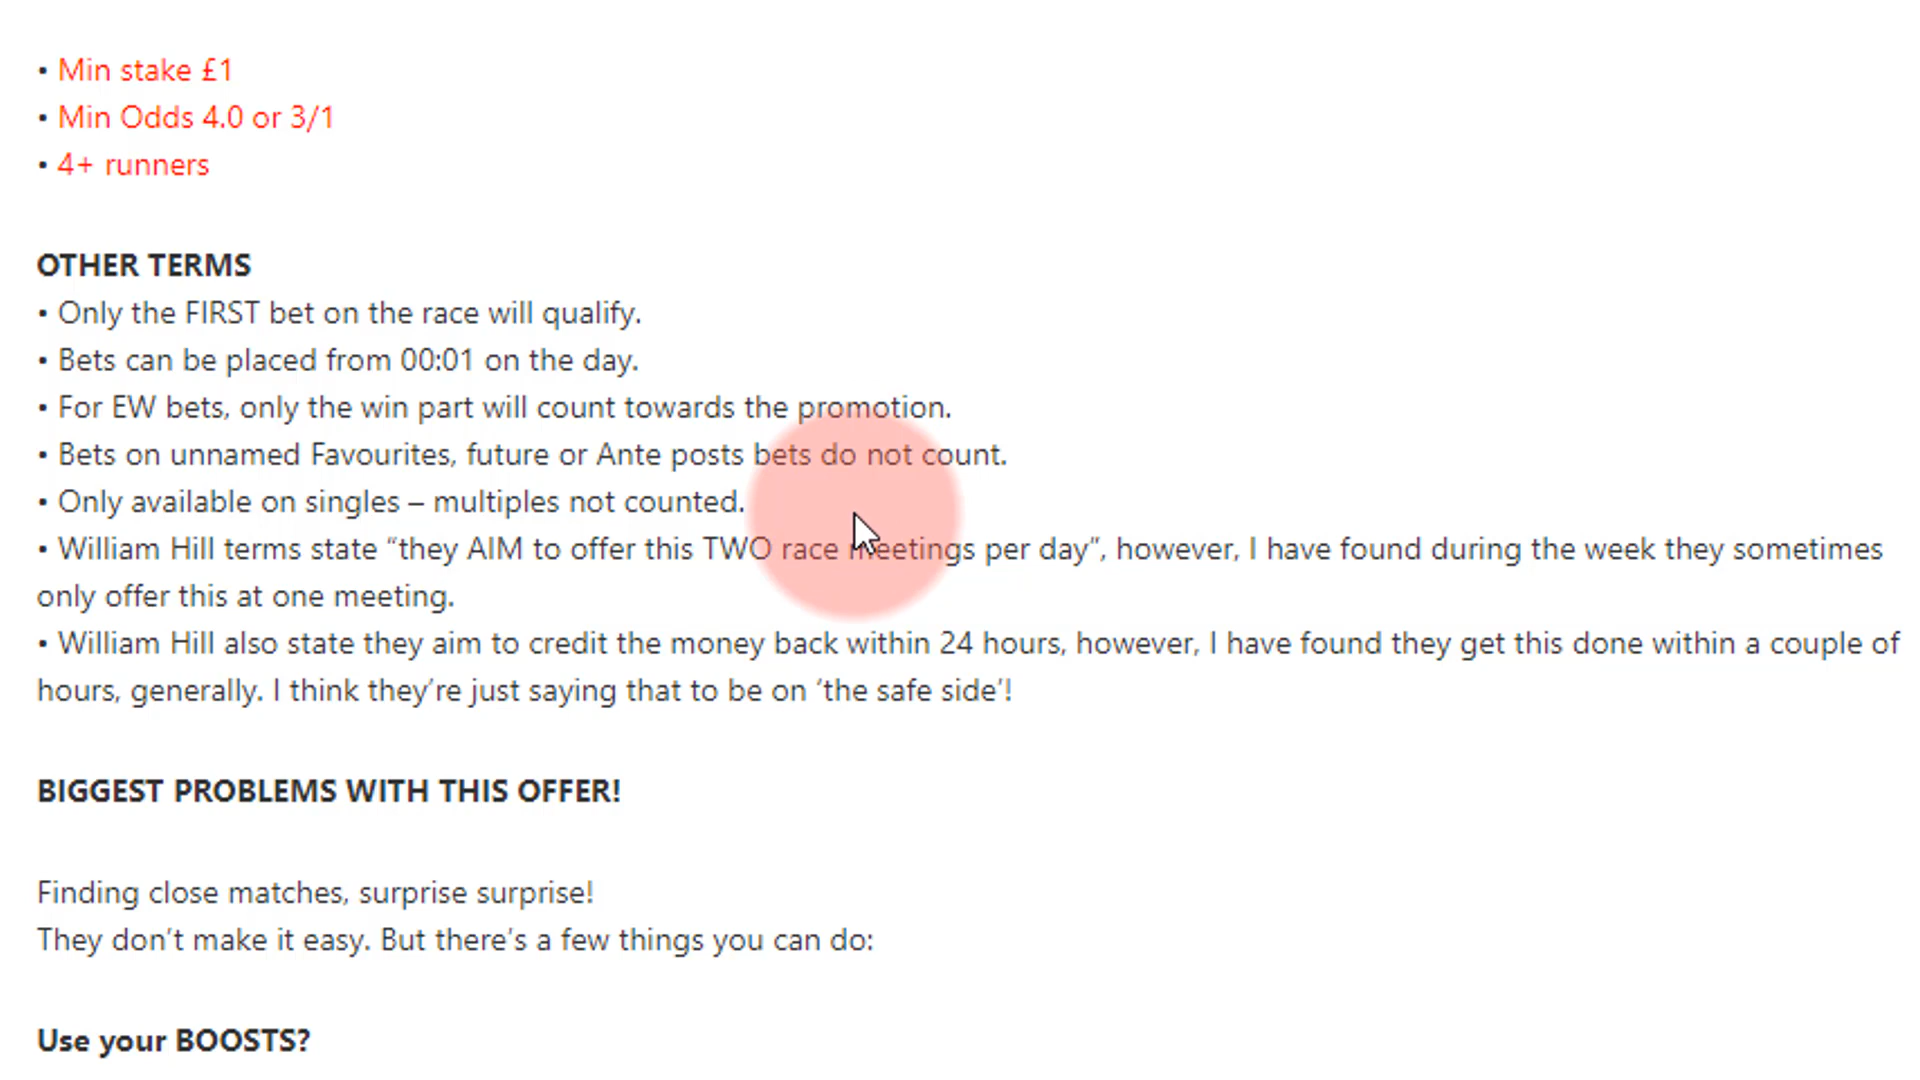 • Min stake £1
• Min Odds 4.0 or 3/1
• 4+ runners
OTHER TERMS
• Only the FIRST bet on the race will qualify.
• Bets can be placed from 00:01 on the day.
• For EW bets, only the win part will count towards the promotion.
• Bets on unnamed Favourites, future or Ante posts bets do not count.
• Only available on singles – multiples not counted.
• William Hill terms state “they AIM to offer this TWO race meetings per day”, however, I have found during the week they sometimes
only offer this at one meeting.
• William Hill also state they aim to credit the money back within 24 hours, however, I have found they get this done within a couple of
hours, generally. I think they’re just saying that to be on ‘the safe side’!
BIGGEST PROBLEMS WITH THIS OFFER!
Finding close matches, surprise surprise!
They don’t make it easy. But there’s a few things you can do:
Use your BOOSTS?